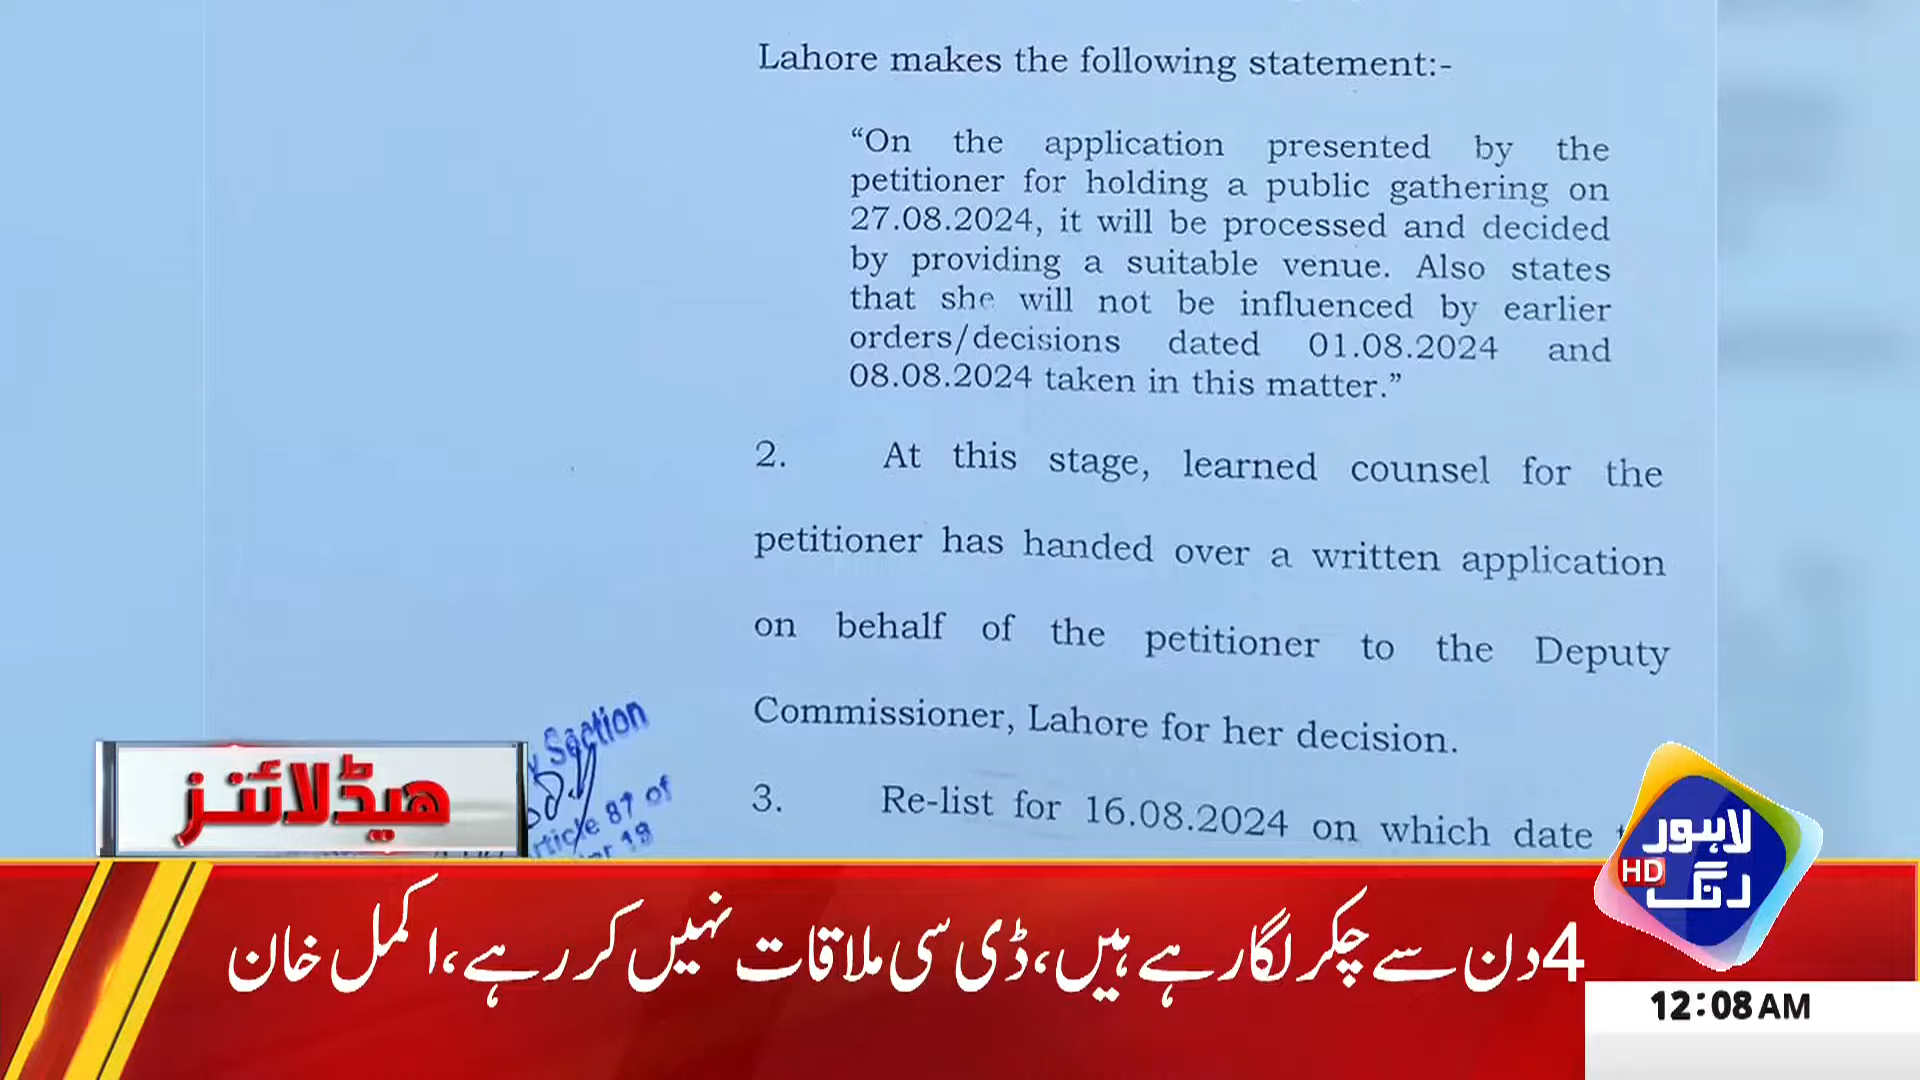 Lahore makes the following statement:-
“On the application presented by the
petitioner for holding a public gathering on
27.08.2024, it will be processed and decided
by providing a suitable venue. Also states
that she will not be influenced by earlier
orders/decisions dated 01.08.2024 and
08.08.2024 taken in this matter.”
2. At this stage, learned counsel for the
petitioner has handed over a written application
on behalf of the petitioner to the Deputy
Commissioner, Lahore for her decision.
3. Re-list for 16.08.2024 on which date
Section
Article 87 of
ہیڈلائنز
لاہور
HD رنگ
4 دن سے چکر لگا رہے ہیں، ڈی سی ملاقات نہیں کر رہے، اکمل خان
12:08 AM